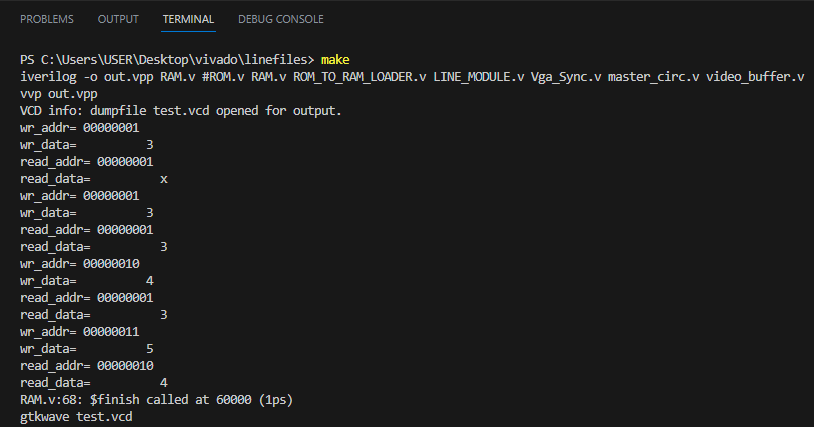 PROBLEMS OUTPUT TERMINAL DEBUG CONSOLE
PS C:\Users\USER\Desktop\vivado\linefiles> make
iverilog -o out.vpp RAM.v #ROM.v RAM.v ROM_TO_RAM_LOADER.v LINE_MODULE.v Vga_Sync.v master_circ.v video_buffer.v
vvp out.vpp
VCD info: dumpfile test.vcd opened for output.
wr_addr= 00000001
wr_data=          3
read_addr= 00000001
read_data=          x
wr_addr= 00000001
wr_data=          3
read_addr= 00000001
read_data=          3
wr_addr= 00000010
wr_data=          4
read_addr= 00000001
read_data=          3
wr_addr= 00000011
wr_data=          5
read_addr= 00000010
read_data=          4
RAM.v:68: $finish called at 60000 (1ps)
gtkwave test.vcd